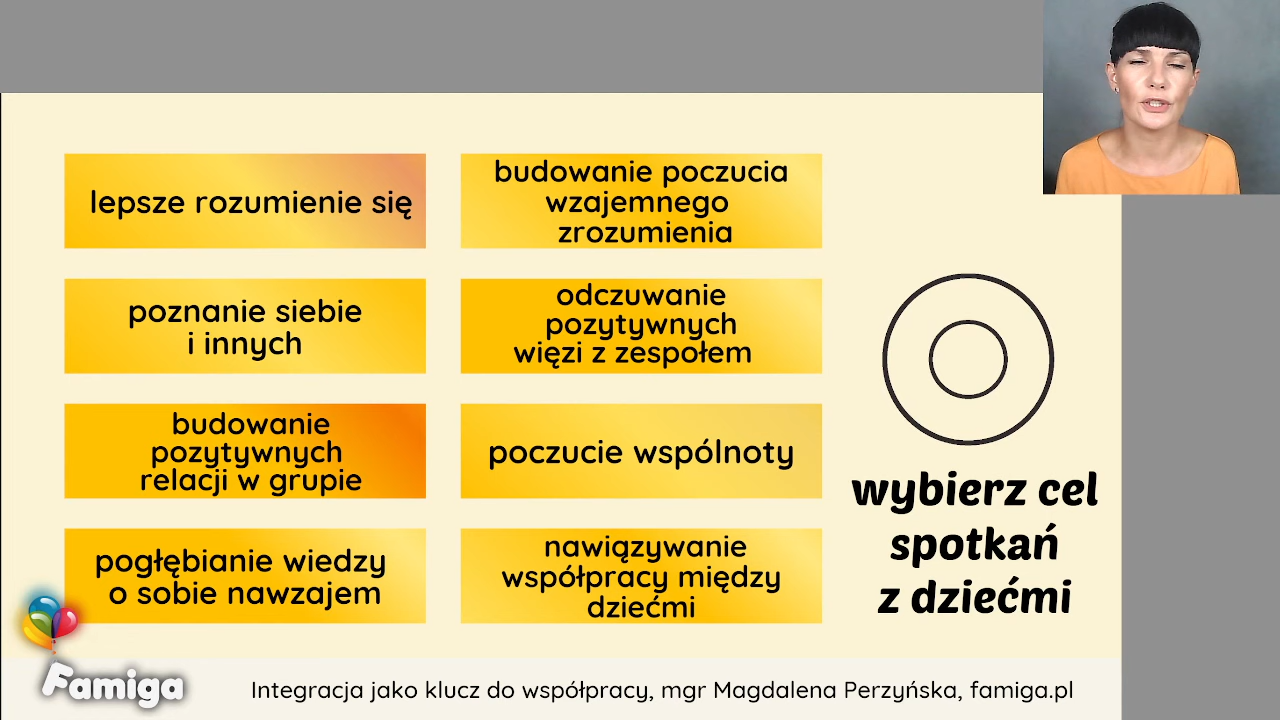 lepsze rozumienie się
budowanie poczucia
wzajemnego
zrozumienia
poznanie siebie
i innych
odczuwanie
pozytywnych
więzi z zespołem
budowanie
pozytywnych
relacji w grupie
poczucie wspólnoty
pogłębianie wiedzy
o sobie nawzajem
nawiązywanie
współpracy między
dziećmi
wybierz cel
spotkań
z dziećmi
Famiga
Integracja jako klucz do współpracy, mgr Magdalena Perzyńska, famiga.pl